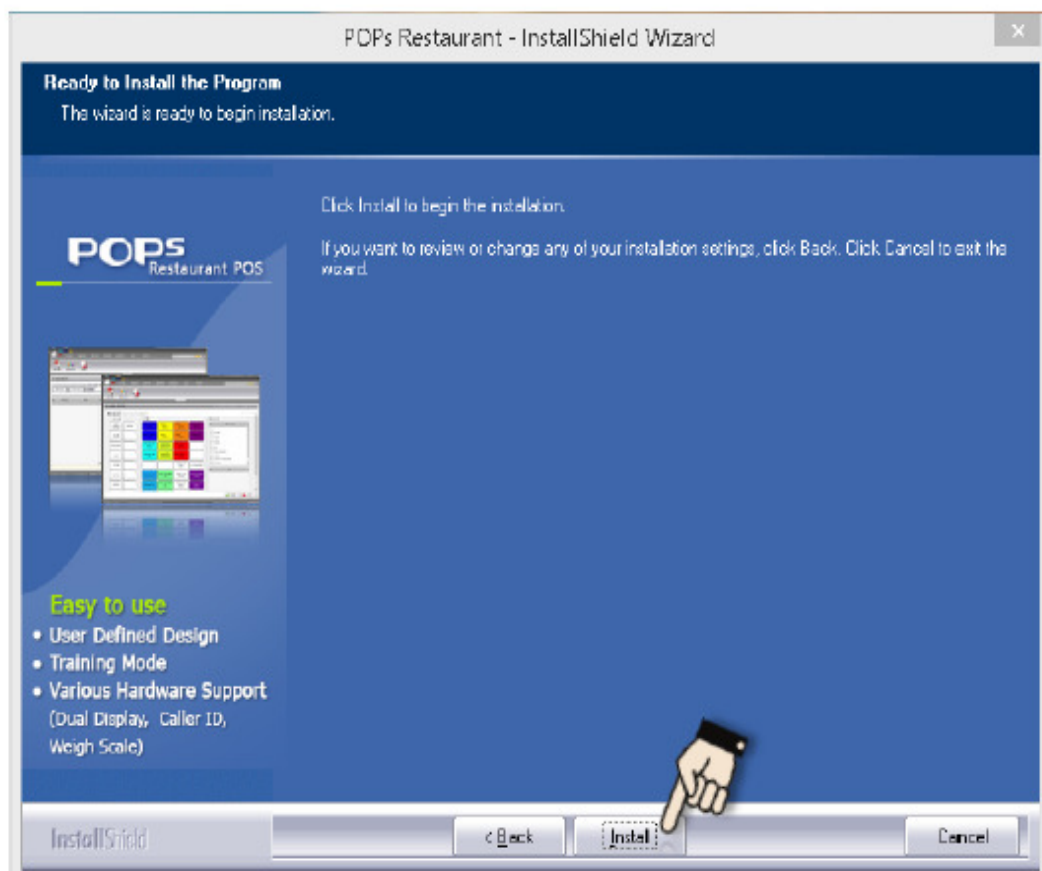 POPs Restaurant - InstallShield Wizard
Ready to Install the Program
The wizard is ready to begin installation.
Click Install to begin the installation.
If you want to review or change any of your installation settings, click Back. Click Cancel to exit the
wizard.
POPS
Restaurant POS
Easy to use
• User Defined Design
• Training Mode
• Various Hardware Support
(Dual Display, Caller ID,
Weigh Scale)
InstallShield
< Back
Install
Cancel